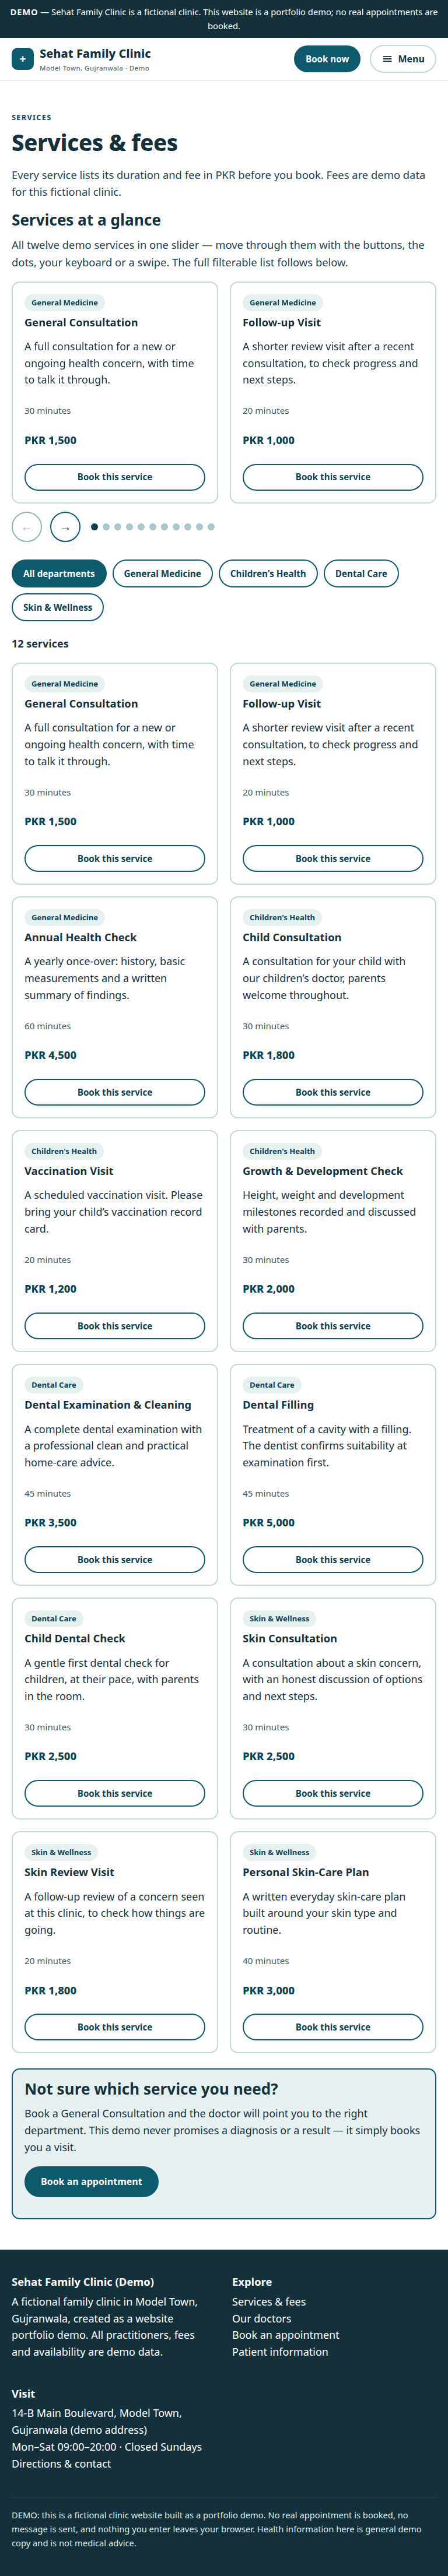 DEMO — Sehat Family Clinic is a fictional clinic. This website is a portfolio demo; no real appointments are
booked.
+
Sehat Family Clinic
Model Town, Gujranwala · Demo
Book now
Menu
SERVICES
Services & fees
Every service lists its duration and fee in PKR before you book. Fees are demo data
for this fictional clinic.
Services at a glance
All twelve demo services in one slider — move through them with the buttons, the
dots, your keyboard or a swipe. The full filterable list follows below.
General Medicine
General Consultation
A full consultation for a new or
ongoing health concern, with time
to talk it through.
30 minutes
PKR 1,500
Book this service
General Medicine
Follow-up Visit
A shorter review visit after a recent
consultation, to check progress and
next steps.
20 minutes
PKR 1,000
Book this service
← →
All departments
General Medicine
Children's Health
Dental Care
Skin & Wellness
12 services
General Medicine
General Consultation
A full consultation for a new or
ongoing health concern, with time
to talk it through.
30 minutes
PKR 1,500
Book this service
General Medicine
Follow-up Visit
A shorter review visit after a recent
consultation, to check progress and
next steps.
20 minutes
PKR 1,000
Book this service
General Medicine
Annual Health Check
A yearly once-over: history, basic
measurements and a written
summary of findings.
60 minutes
PKR 4,500
Book this service
Children's Health
Child Consultation
A consultation for your child with
our children's doctor, parents
welcome throughout.
30 minutes
PKR 1,800
Book this service
Children's Health
Vaccination Visit
A scheduled vaccination visit. Please
bring your child's vaccination record
card.
20 minutes
PKR 1,200
Book this service
Children's Health
Growth & Development Check
Height, weight and development
milestones recorded and discussed
with parents.
30 minutes
PKR 2,000
Book this service
Dental Care
Dental Examination & Cleaning
A complete dental examination with
a professional clean and practical
home-care advice.
45 minutes
PKR 3,500
Book this service
Dental Care
Dental Filling
Treatment of a cavity with a filling.
The dentist confirms suitability at
examination first.
45 minutes
PKR 5,000
Book this service
Dental Care
Child Dental Check
A gentle first dental check for
children, at their pace, with parents
in the room.
30 minutes
PKR 2,500
Book this service
Skin & Wellness
Skin Consultation
A consultation about a skin concern,
with an honest discussion of options
and next steps.
30 minutes
PKR 2,500
Book this service
Skin & Wellness
Skin Review Visit
A follow-up review of a concern seen
at this clinic, to check how things are
going.
20 minutes
PKR 1,800
Book this service
Skin & Wellness
Personal Skin-Care Plan
A written everyday skin-care plan
built around your skin type and
routine.
40 minutes
PKR 3,000
Book this service
Not sure which service you need?
Book a General Consultation and the doctor will point you to the right
department. This demo never promises a diagnosis or a result — it simply books
you a visit.
Book an appointment
Sehat Family Clinic (Demo)
A fictional family clinic in Model Town,
Gujranwala, created as a website
portfolio demo. All practitioners, fees
and availability are demo data.
Explore
Services & fees
Our doctors
Book an appointment
Patient information
Visit
14-B Main Boulevard, Model Town,
Gujranwala (demo address)
Mon–Sat 09:00–20:00 · Closed Sundays
Directions & contact
DEMO: this is a fictional clinic website built as a portfolio demo. No real appointment is booked, no
message is sent, and nothing you enter leaves your browser. Health information here is general demo
copy and is not medical advice.